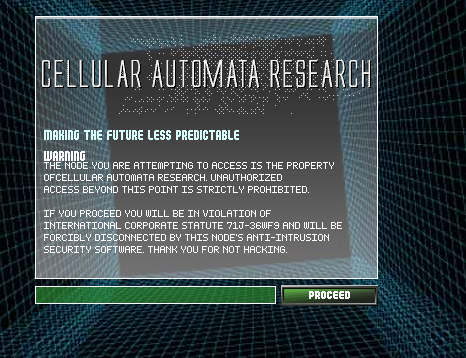 CELLULAR AUTOMATA RESEARCH
MAKING THE FUTURE LESS PREDICTABLE
WARNING
THE NODE YOU ARE ATTEMPTING TO ACCESS IS THE PROPERTY
OFCELLULAR AUTOMATA RESEARCH. UNAUTHORIZED
ACCESS BEYOND THIS POINT IS STRICTLY PROHIBITED.
IF YOU PROCEED YOU WILL BE IN VIOLATION OF
INTERNATIONAL CORPORATE STATUTE 71J-36WF9 AND WILL BE
FORCIBLY DISCONNECTED BY THIS NODE'S ANTI-INTRUSION
SECURITY SOFTWARE. THANK YOU FOR NOT HACKING.
PROCEED